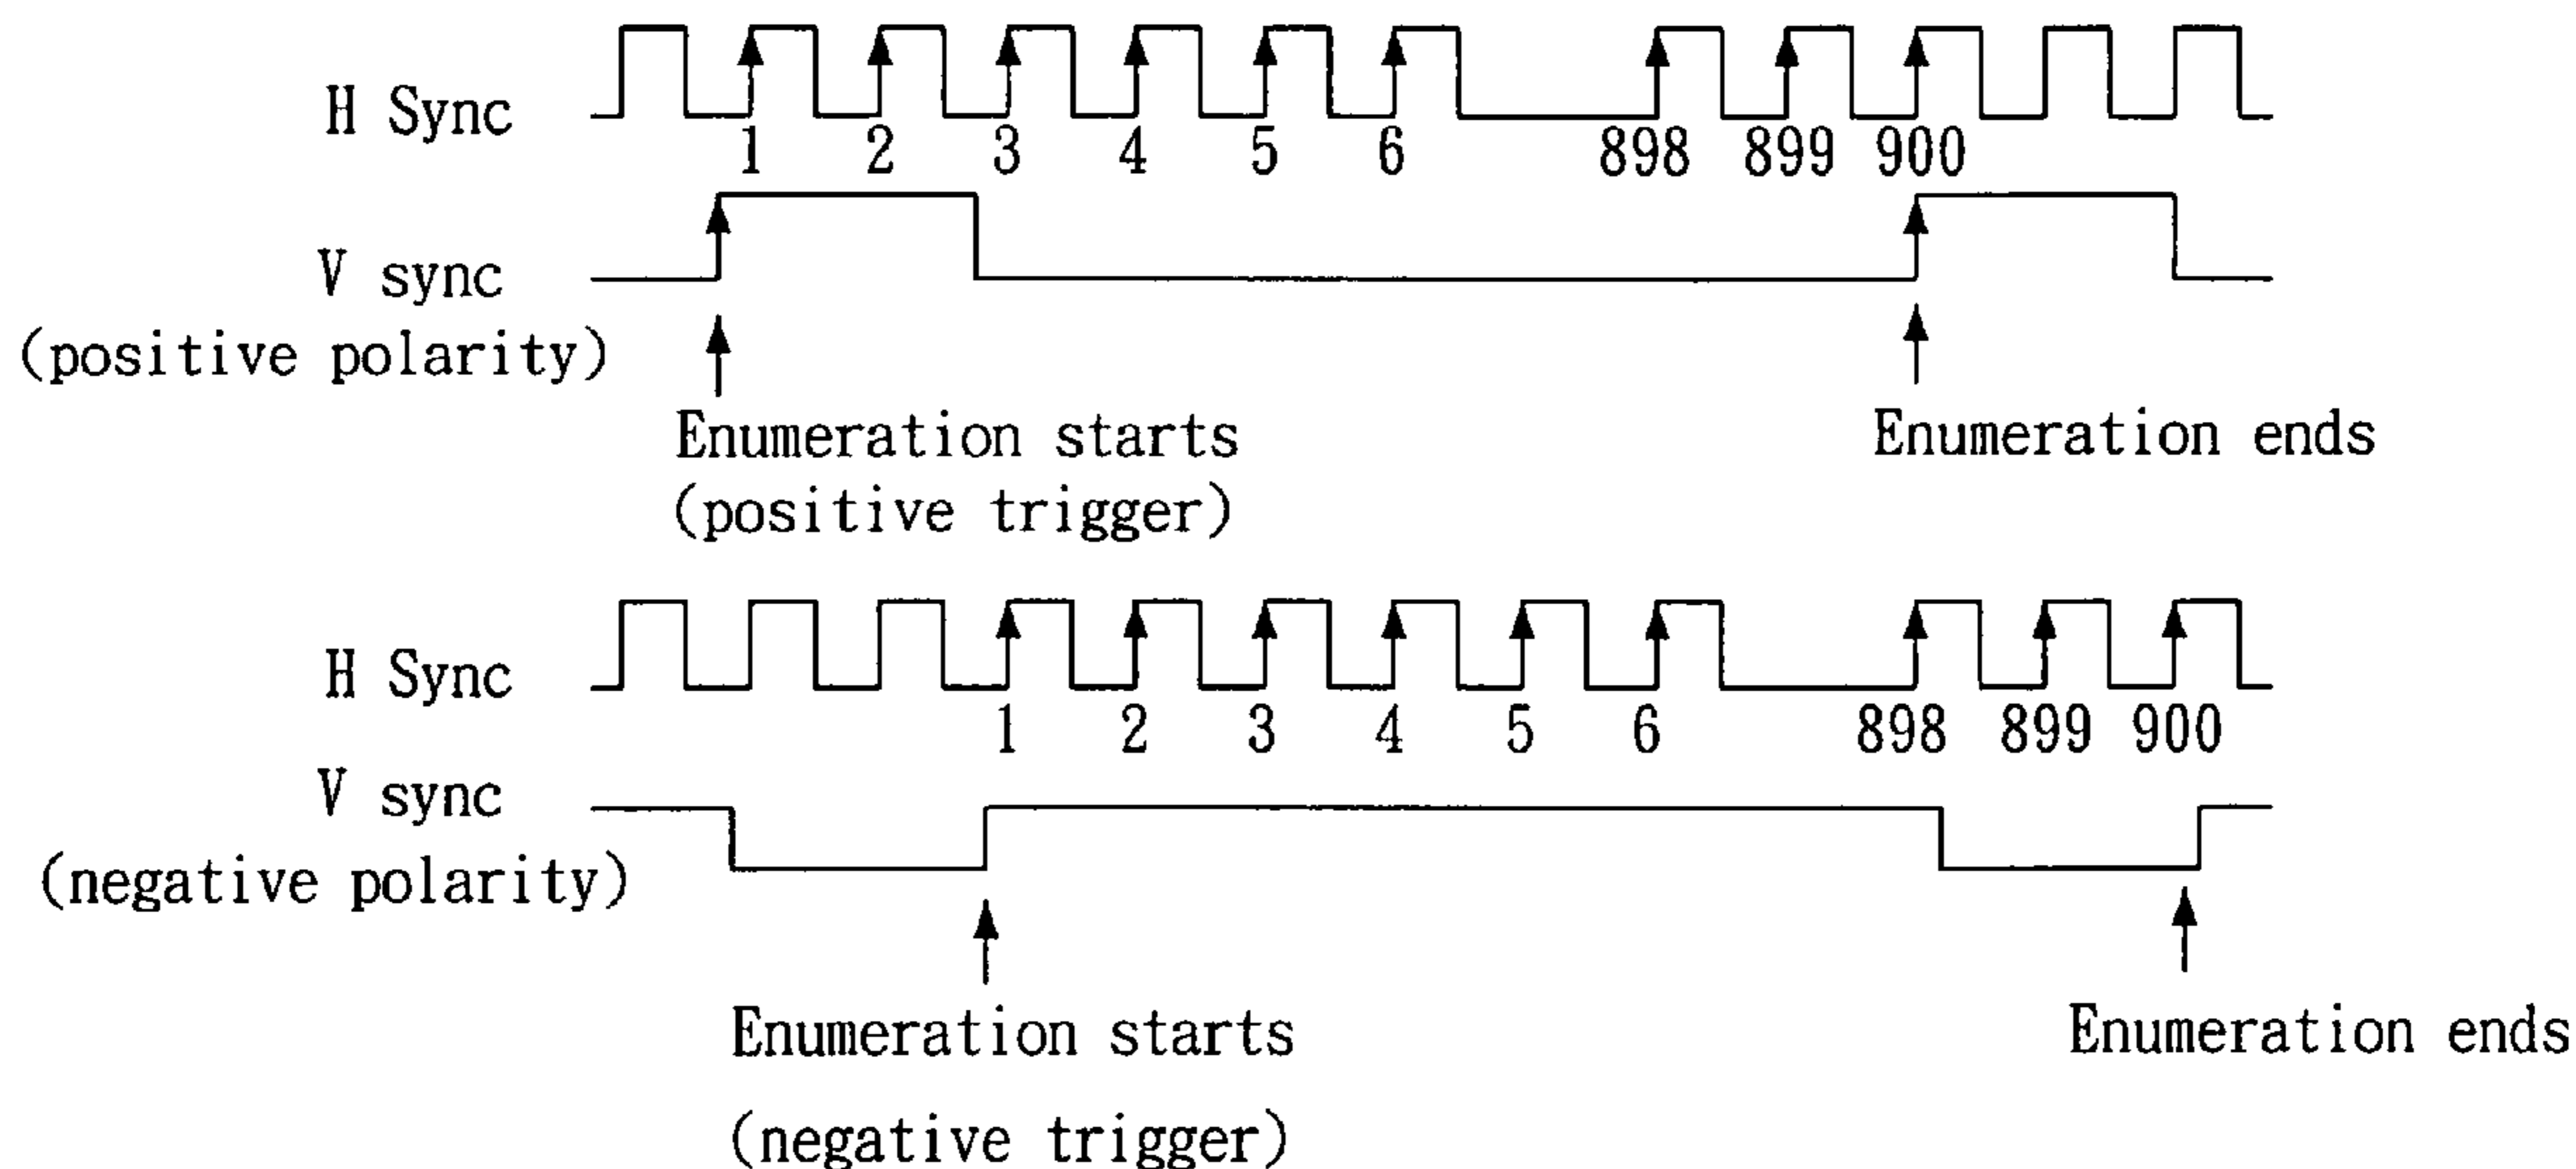 H Sync
1 2 3 4 5 6 898 899 900
V sync
(positive polarity)
Enumeration starts
(positive trigger)
Enumeration ends
H Sync
1 2 3 4 5 6 898 899 900
V sync
(negative polarity)
Enumeration starts
(negative trigger)
Enumeration ends